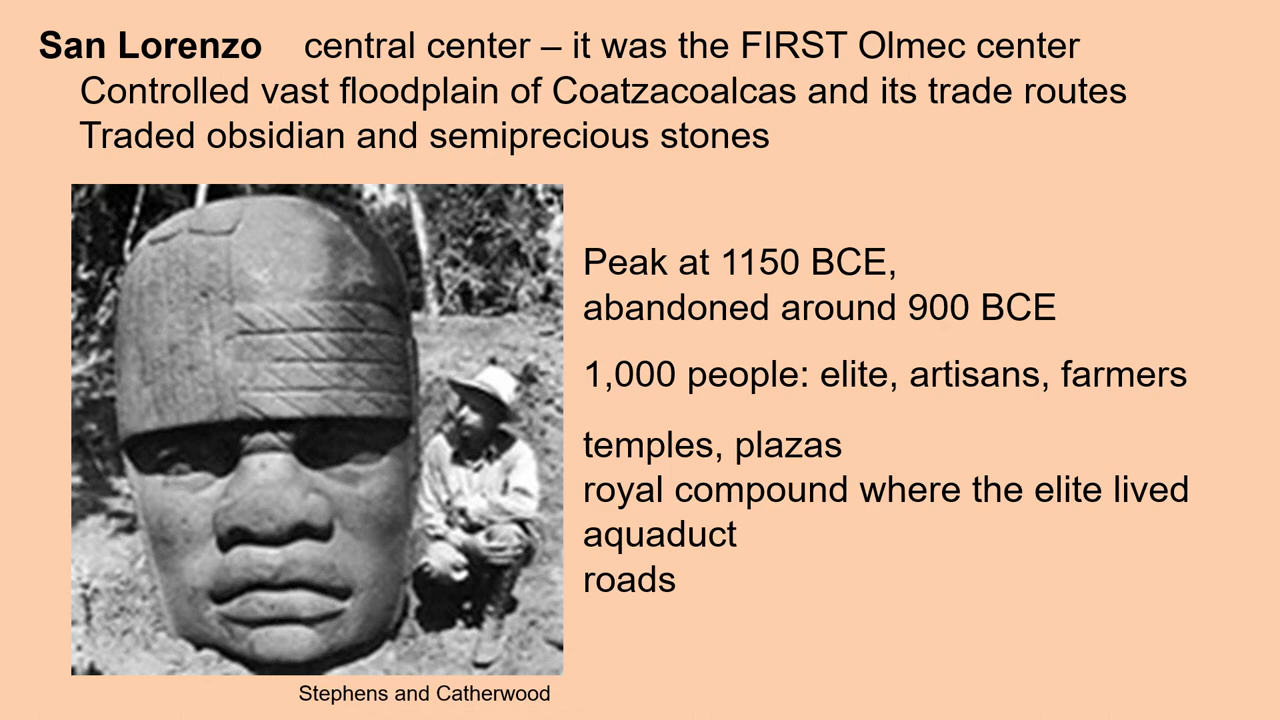 San Lorenzo central center – it was the FIRST Olmec center
Controlled vast floodplain of Coatzacoalcas and its trade routes
Traded obsidian and semiprecious stones
Peak at 1150 BCE,
abandoned around 900 BCE
1,000 people: elite, artisans, farmers
temples, plazas
royal compound where the elite lived
aquaduct
roads
Stephens and Catherwood